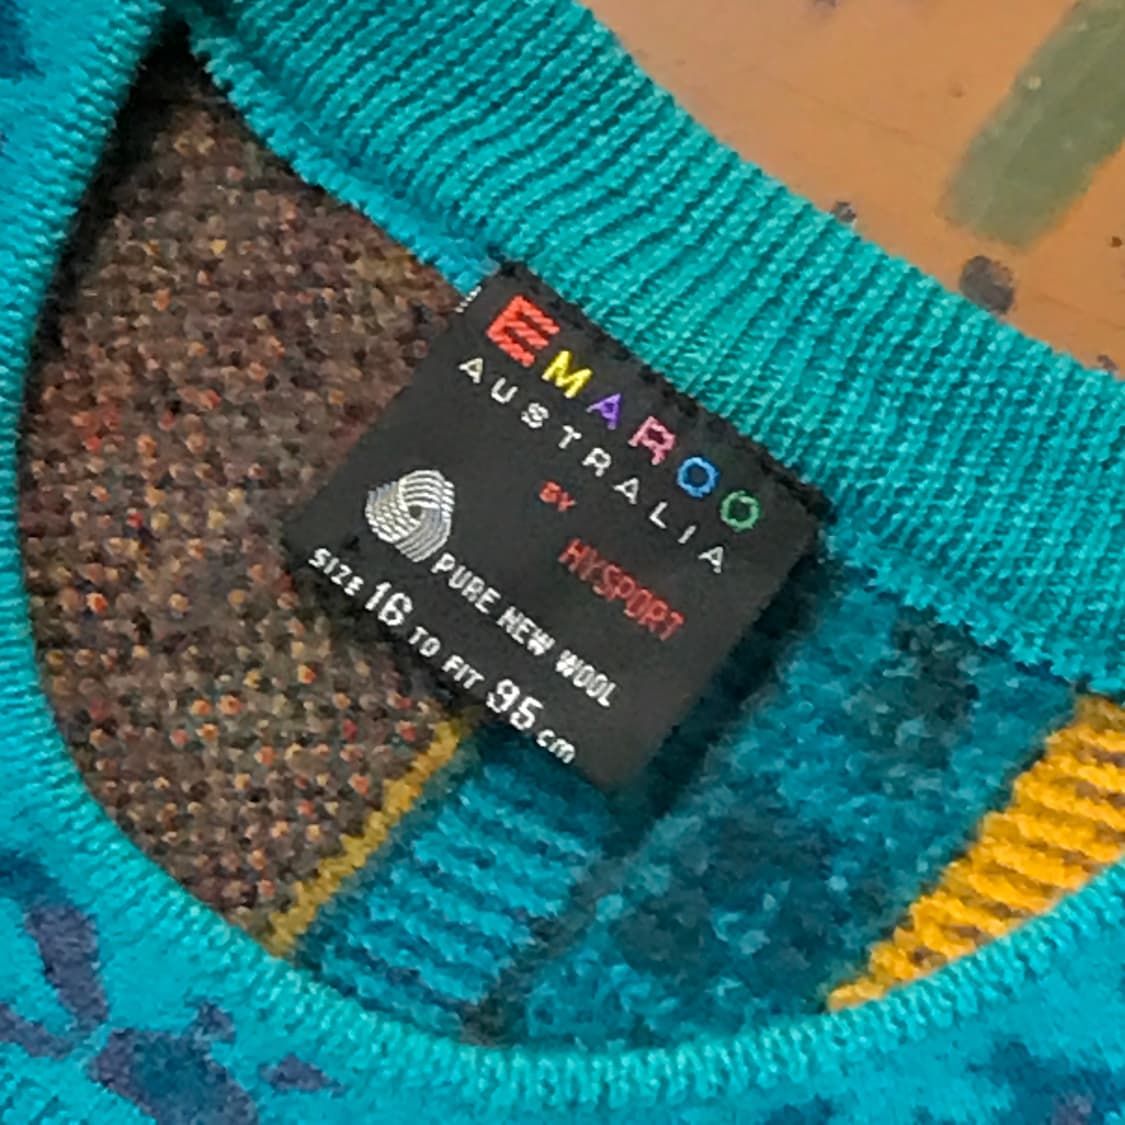 EMAROO
AUSTRALIA
BY
HYSPORT
PURE NEW WOOL
SIZE 16 TO FIT 95 cm